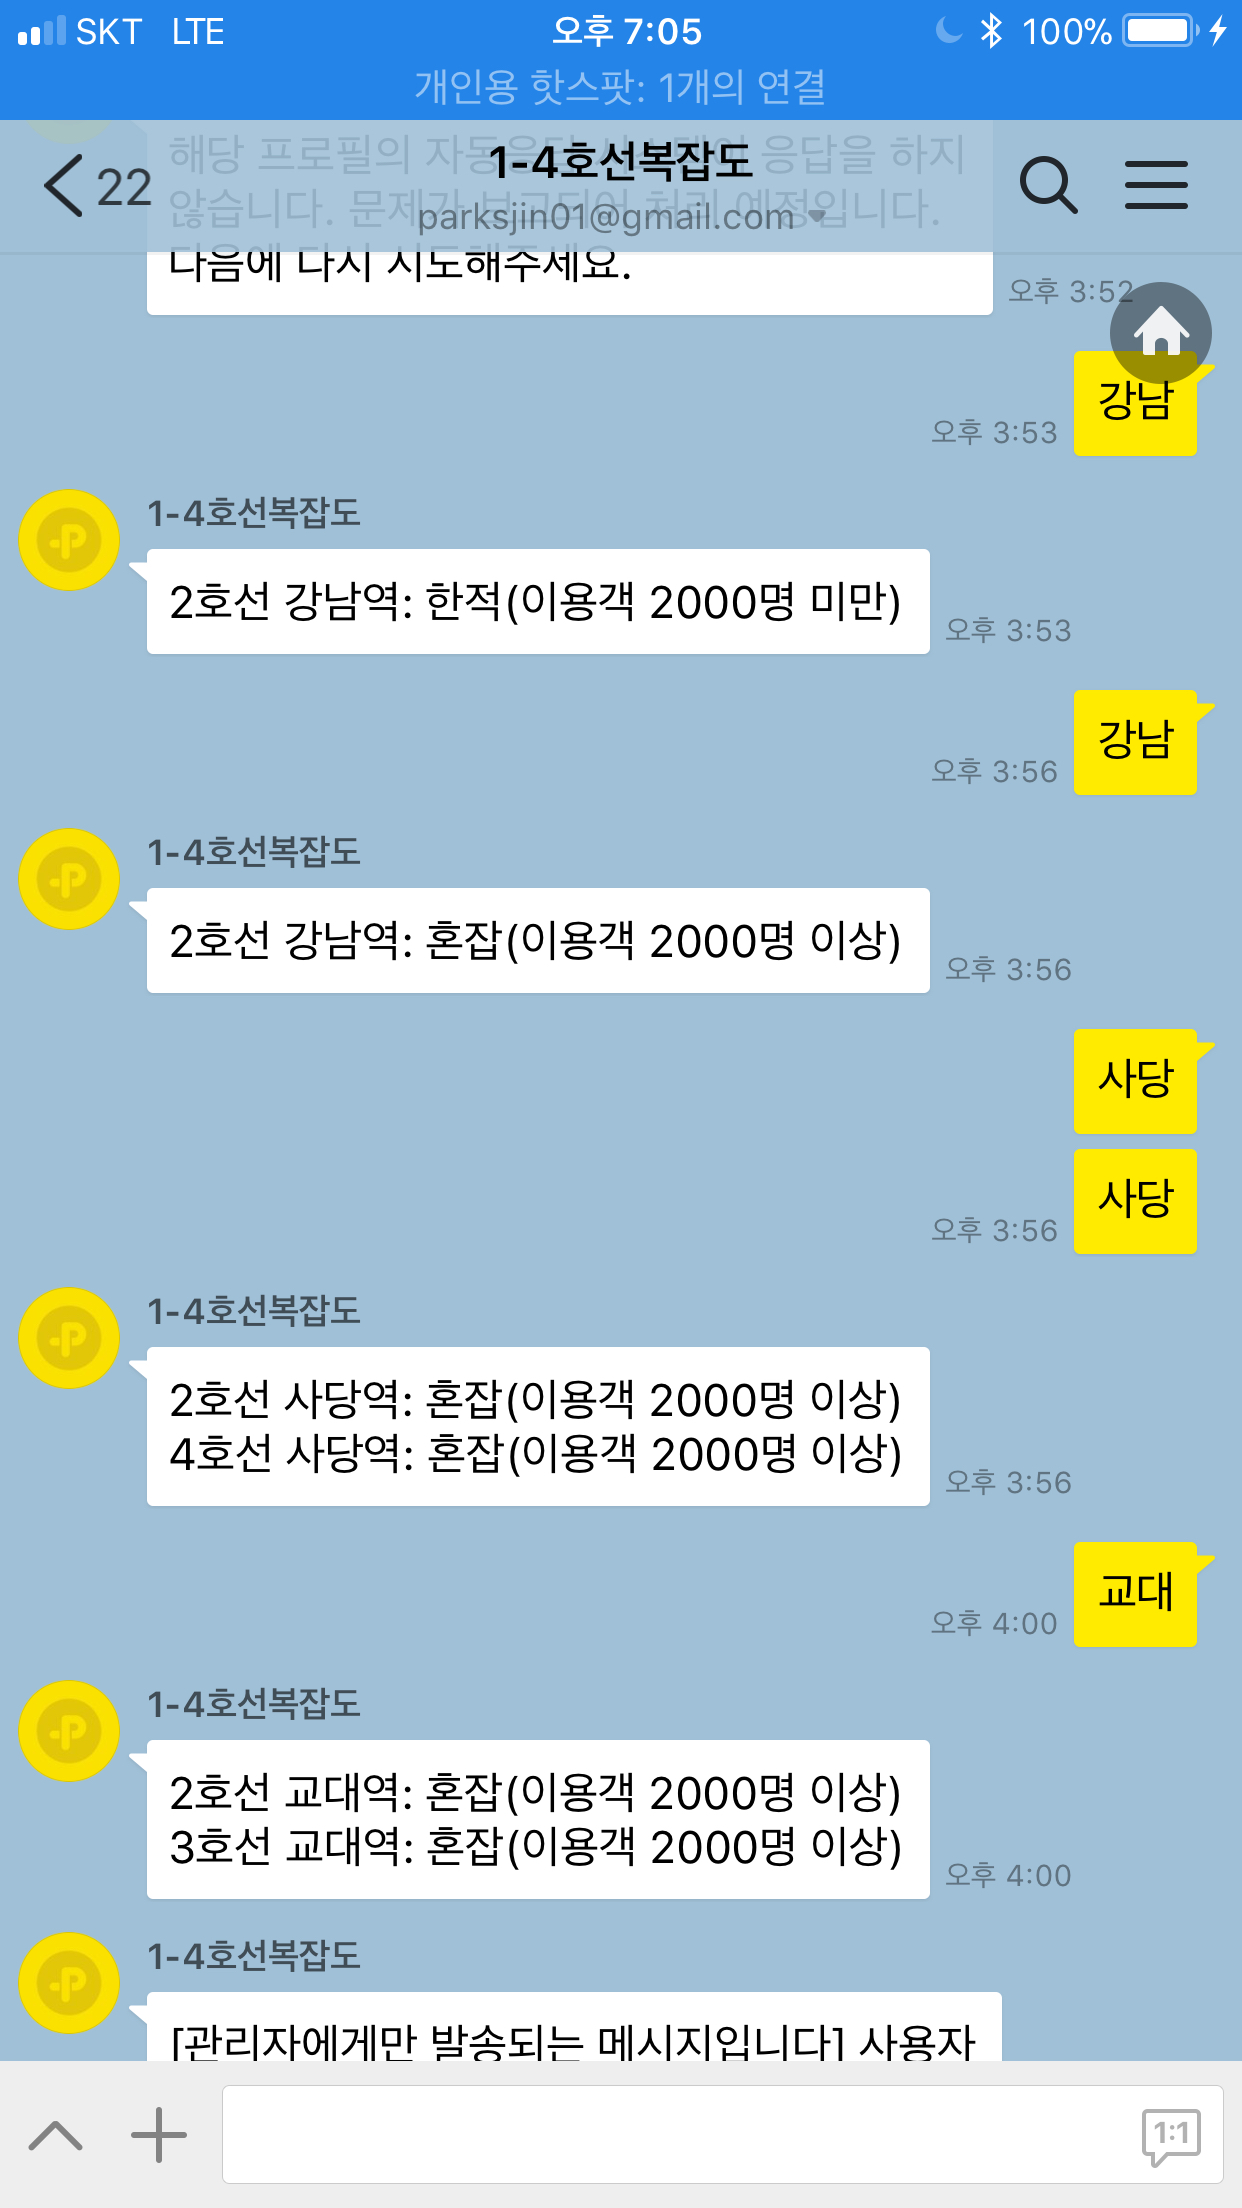 SKT LTE 오후 7:05 100%
개인용 핫스팟: 1개의 연결
22
1-4호선복잡도
parksjin01@gmail.com
해당 프로필의 자동응답 시스템이 응답을 하지
않습니다. 문제가 보고되어 처리 예정입니다.
다음에 다시 시도해주세요.
오후 3:52
강남
오후 3:53
1-4호선복잡도
2호선 강남역: 한적(이용객 2000명 미만)
오후 3:53
강남
오후 3:56
1-4호선복잡도
2호선 강남역: 혼잡(이용객 2000명 이상)
오후 3:56
사당
사당
오후 3:56
1-4호선복잡도
2호선 사당역: 혼잡(이용객 2000명 이상)
4호선 사당역: 혼잡(이용객 2000명 이상)
오후 3:56
교대
오후 4:00
1-4호선복잡도
2호선 교대역: 혼잡(이용객 2000명 이상)
3호선 교대역: 혼잡(이용객 2000명 이상)
오후 4:00
1-4호선복잡도
[관리자에게만 발송되는 메시지입니다] 사용자
1:1